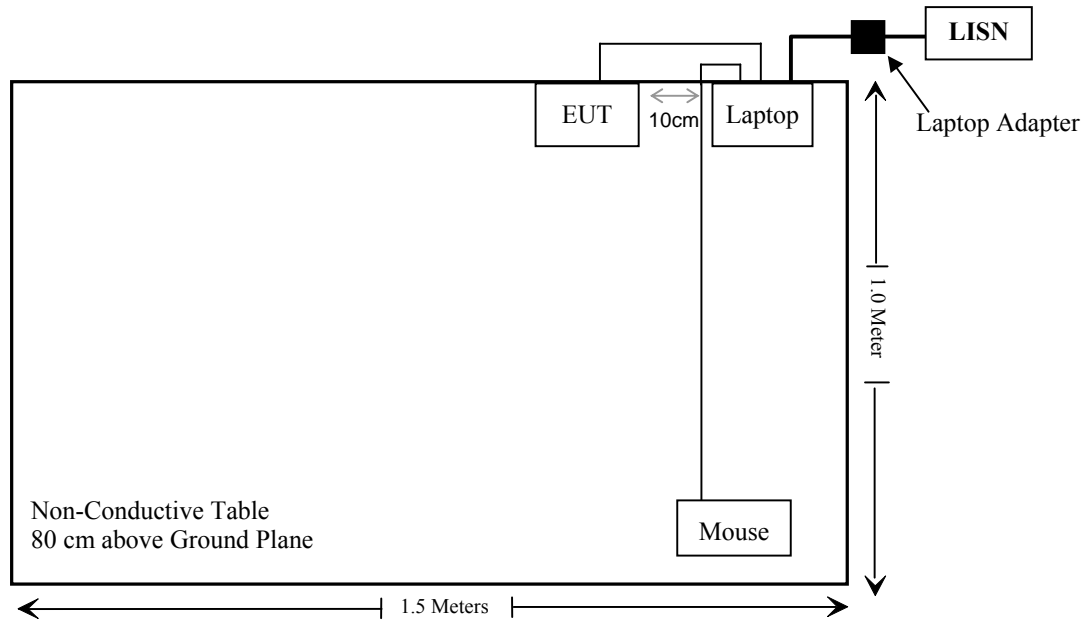 LISN
EUT
10cm
Laptop
Laptop Adapter
1.0 Meter
Non-Conductive Table
80 cm above Ground Plane
Mouse
1.5 Meters